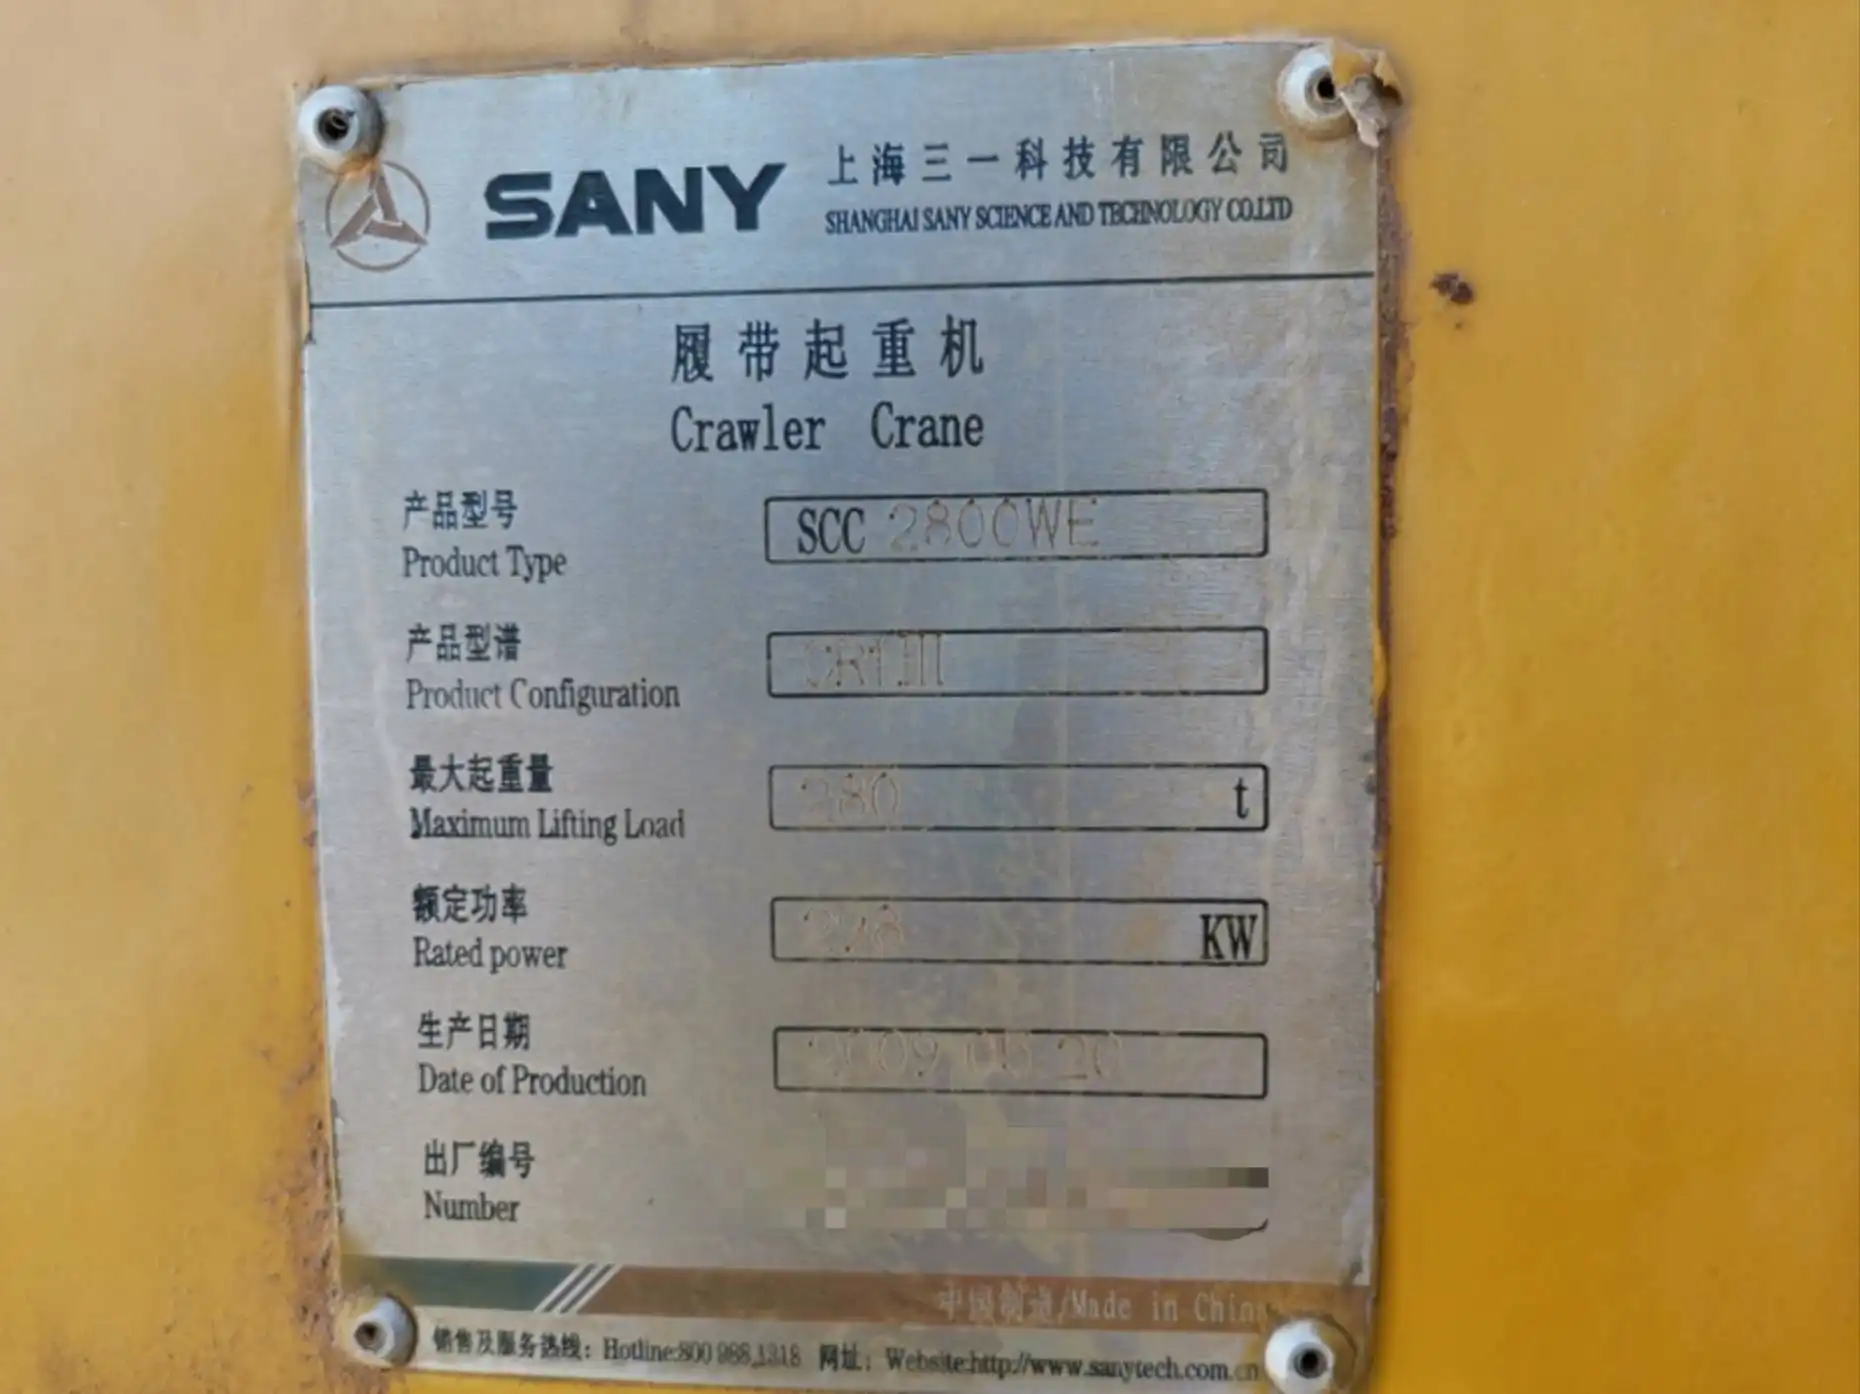 SANY
上海三一科技有限公司
SHANGHAI SANY SCIENCE AND TECHNOLOGY CO.LTD
履带起重机
Crawler Crane
产品型号
Product Type
SCC 2800WE
产品型谱
Product Configuration
最大起重量
Maximum Lifting Load
280 t
额定功率
Rated power
KW
生产日期
Date of Production
2009 20
出厂编号
Number
中国制造/Made in China
销售及服务热线：Hotline:800 988 1318 网址：Website:http://www.sanytech.com.cn